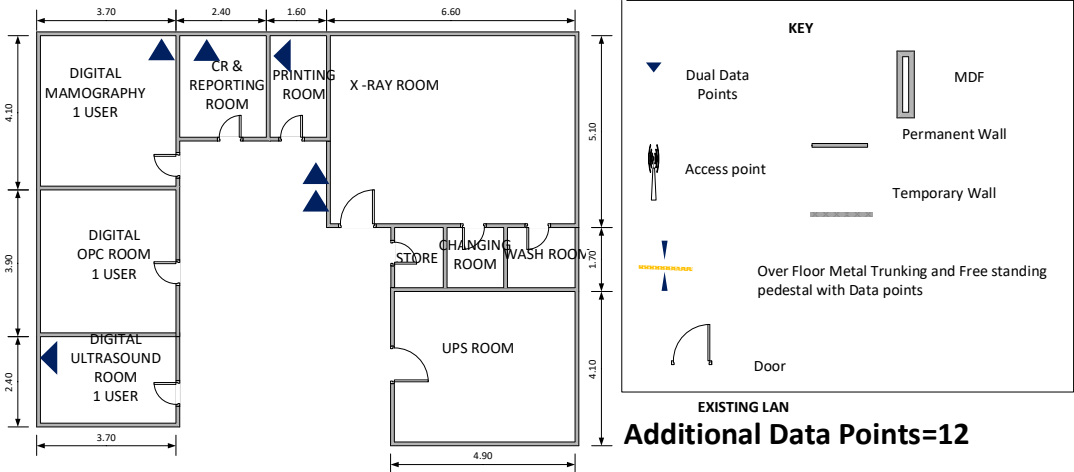 3.70
2.40
1.60
6.60
4.10
3.90
2.40
5.10
1.70
4.10
3.70
4.90
DIGITAL
MAMOGRAPHY
1 USER
CR &
REPORTING
ROOM
PRINTING
ROOM
X -RAY ROOM
DIGITAL
OPC ROOM
1 USER
DIGITAL
ULTRASOUND
ROOM
1 USER
STORE
CHANGING
ROOM
WASH ROOM
UPS ROOM
KEY
Dual Data
Points
MDF
Permanent Wall
Access point
Temporary Wall
Over Floor Metal Trunking and Free standing
pedestal with Data points
Door
EXISTING LAN
Additional Data Points=12